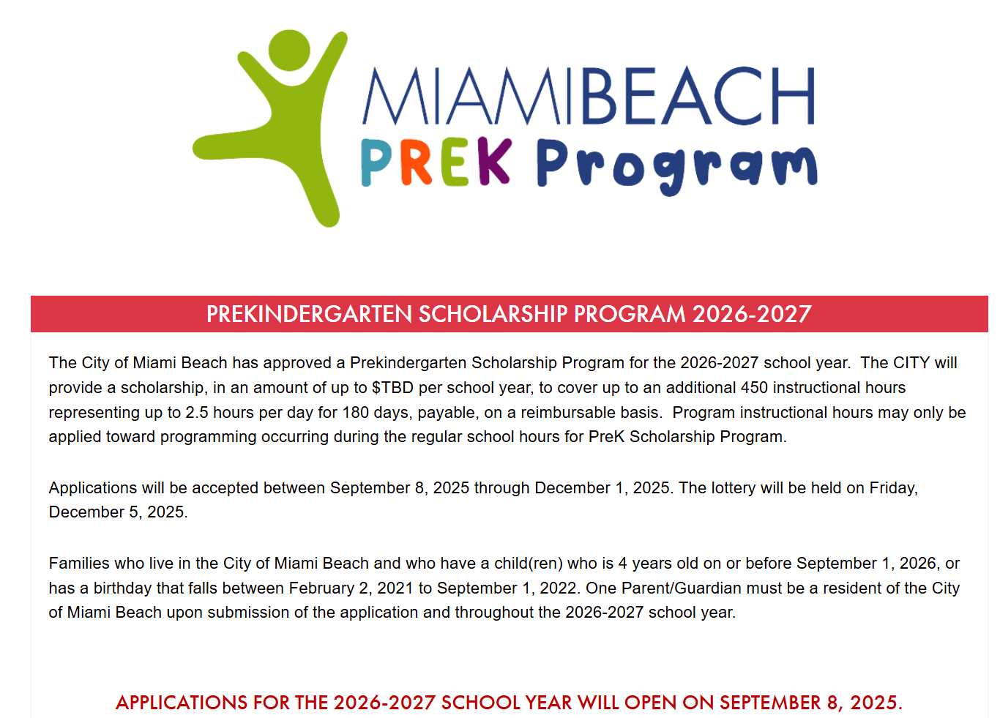 MIAMIBEACH
PREK Program
PREKINDERGARTEN SCHOLARSHIP PROGRAM 2026-2027
The City of Miami Beach has approved a Prekindergarten Scholarship Program for the 2026-2027 school year.  The CITY will
provide a scholarship, in an amount of up to $TBD per school year, to cover up to an additional 450 instructional hours
representing up to 2.5 hours per day for 180 days, payable, on a reimbursable basis.  Program instructional hours may only be
applied toward programming occurring during the regular school hours for PreK Scholarship Program.
Applications will be accepted between September 8, 2025 through December 1, 2025. The lottery will be held on Friday,
December 5, 2025.
Families who live in the City of Miami Beach and who have a child(ren) who is 4 years old on or before September 1, 2026, or
has a birthday that falls between February 2, 2021 to September 1, 2022. One Parent/Guardian must be a resident of the City
of Miami Beach upon submission of the application and throughout the 2026-2027 school year.
APPLICATIONS FOR THE 2026-2027 SCHOOL YEAR WILL OPEN ON SEPTEMBER 8, 2025.